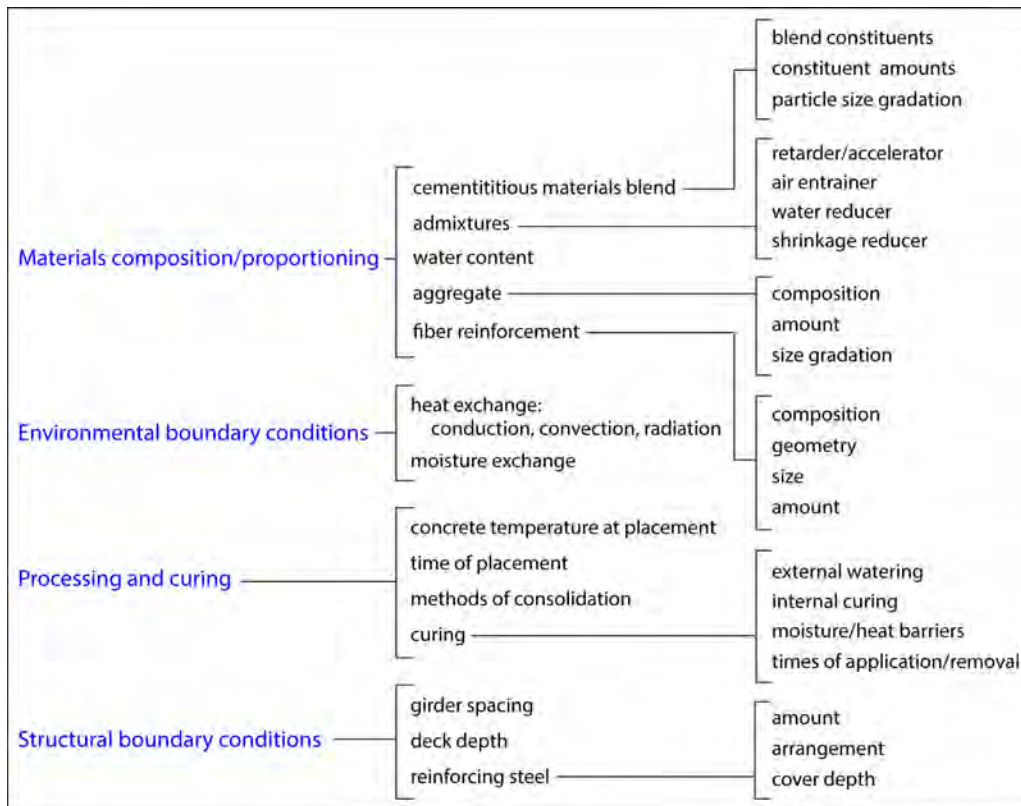 Materials composition/proportioning
cementititious materials blend
blend constituents
constituent amounts
particle size gradation
admixtures
retarder/accelerator
air entrainer
water reducer
shrinkage reducer
water content
aggregate
composition
amount
size gradation
fiber reinforcement
composition
geometry
size
amount
Environmental boundary conditions
heat exchange:
conduction, convection, radiation
moisture exchange
Processing and curing
concrete temperature at placement
time of placement
methods of consolidation
curing
external watering
internal curing
moisture/heat barriers
times of application/removal
Structural boundary conditions
girder spacing
deck depth
reinforcing steel
amount
arrangement
cover depth